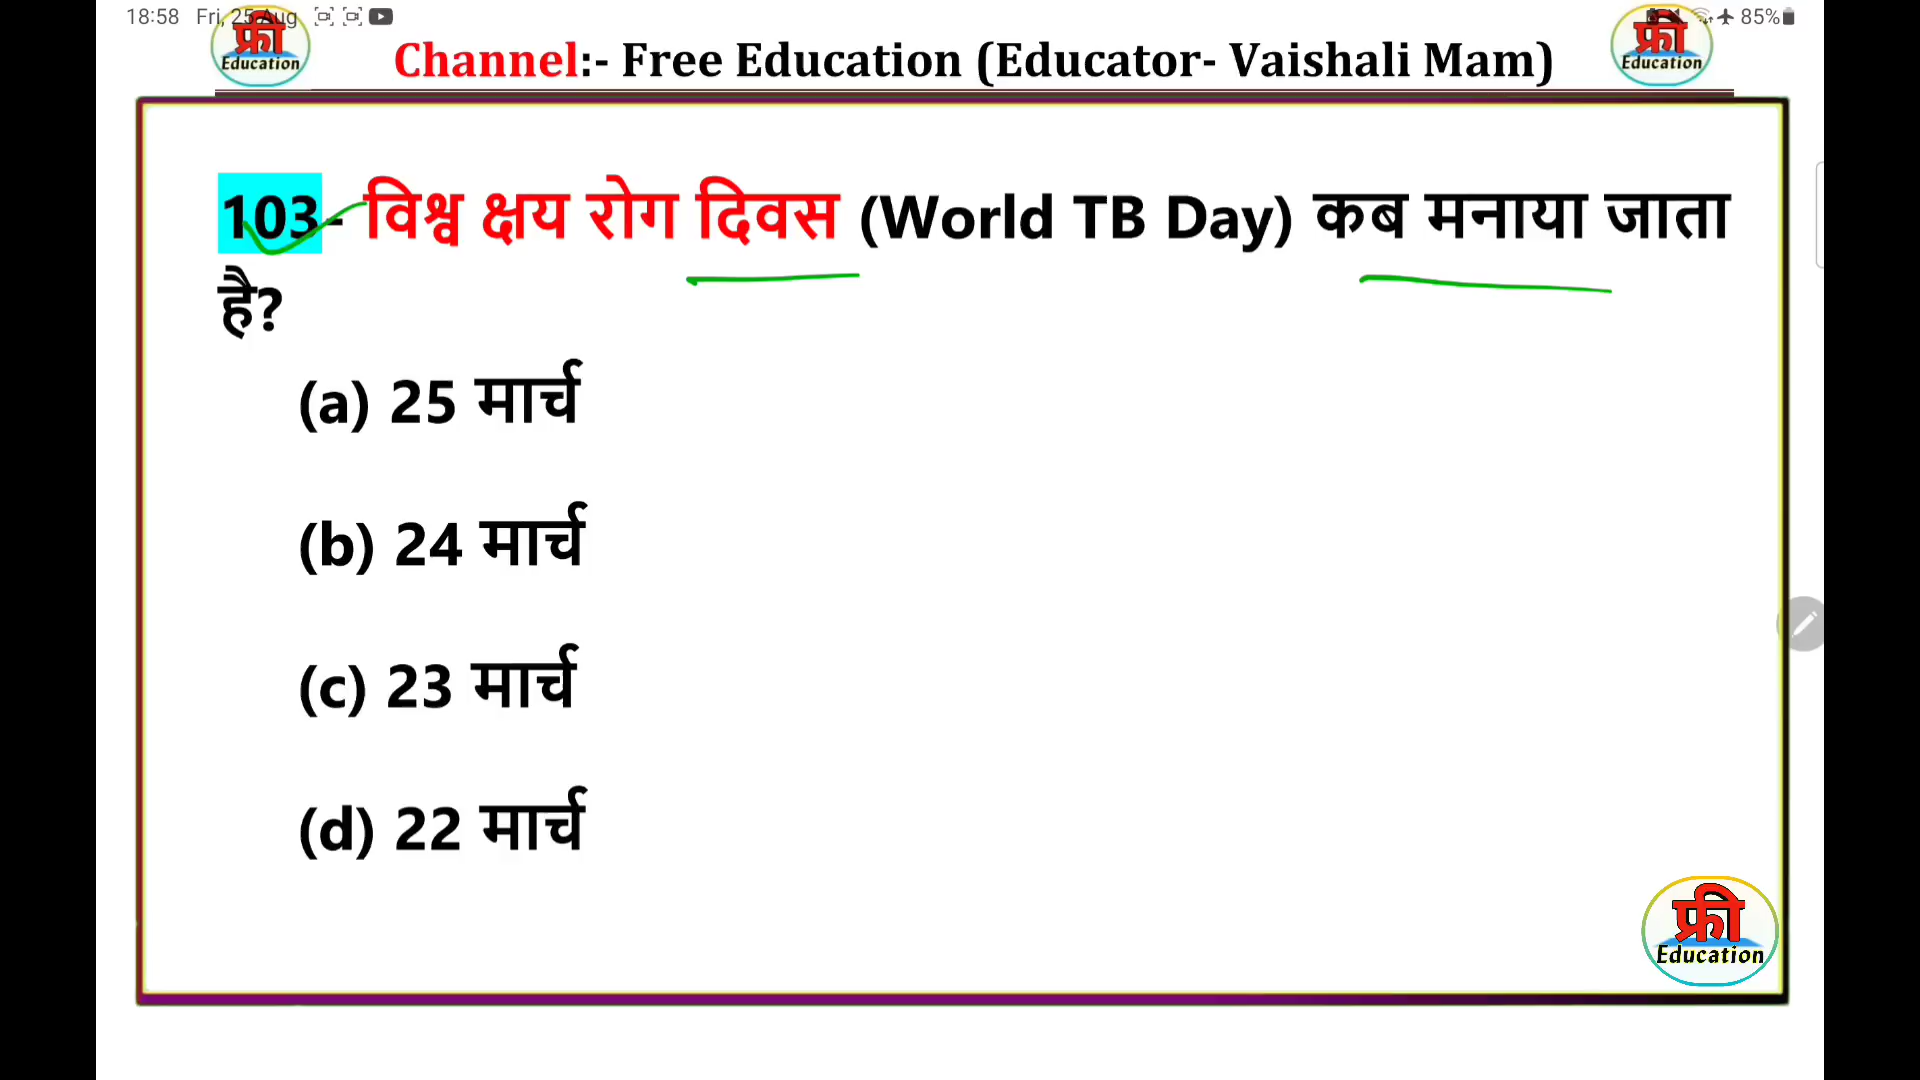 18:58 Fri, 25 Aug 85%
फ्री Education
Channel:- Free Education (Educator- Vaishali Mam)
फ्री Education
103- विश्व क्षय रोग दिवस (World TB Day) कब मनाया जाता
है?
(a) 25 मार्च
(b) 24 मार्च
(c) 23 मार्च
(d) 22 मार्च
फ्री
Education